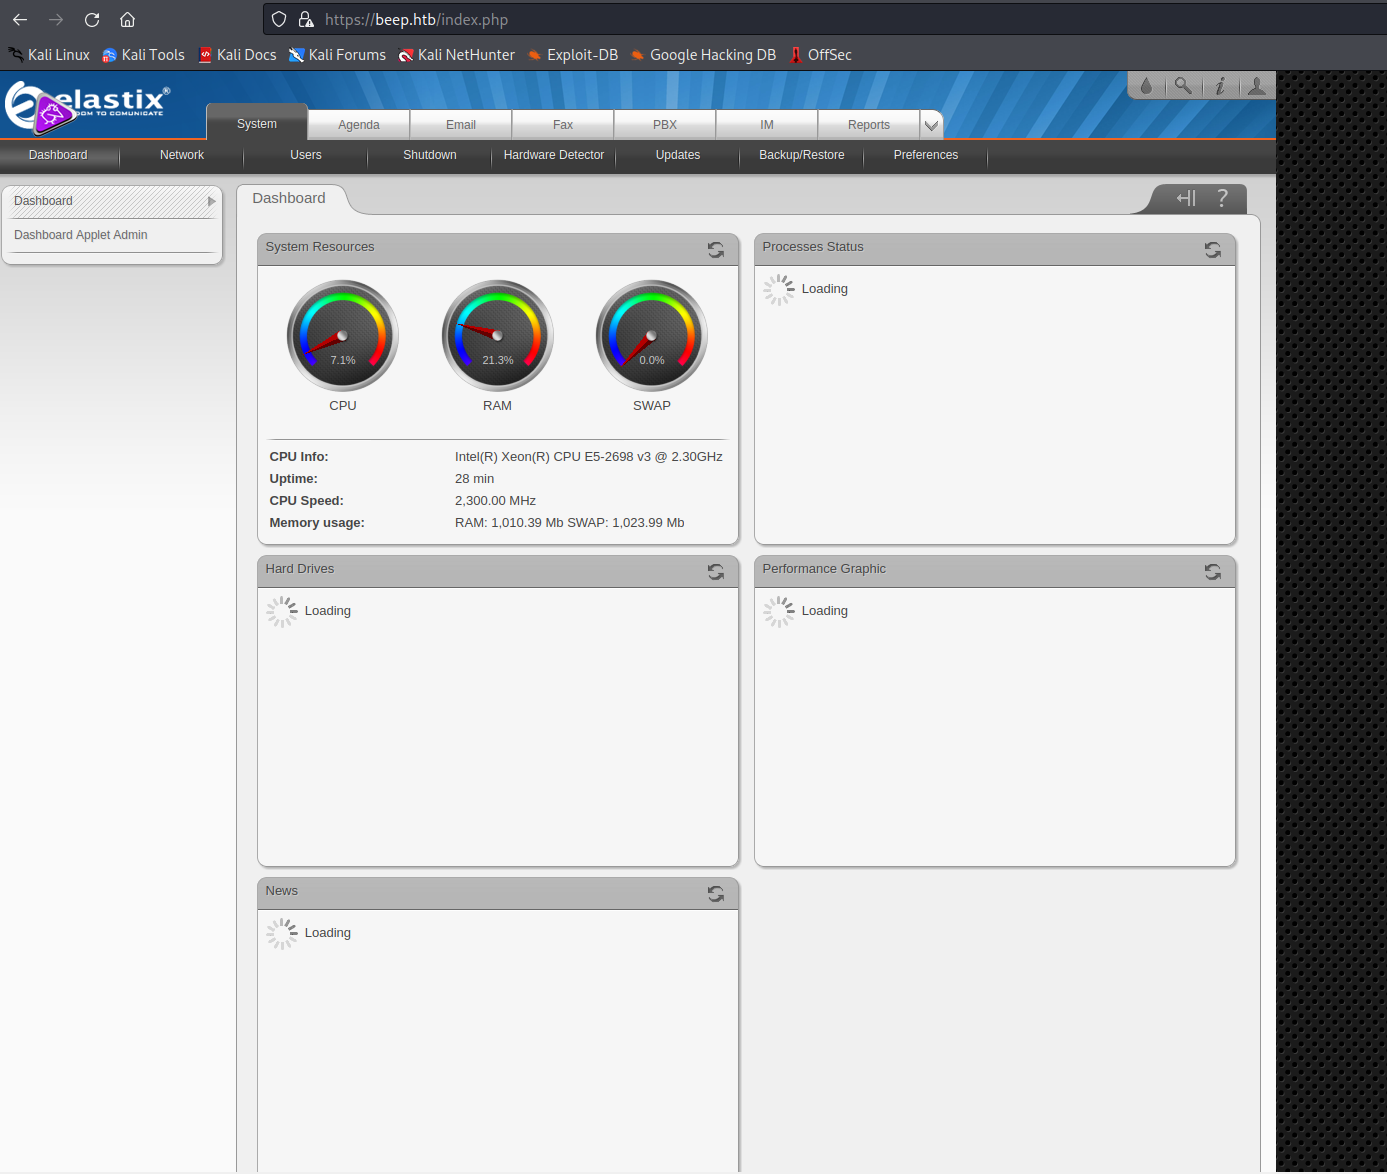 https://beep.htb/index.php
Kali Linux Kali Tools Kali Docs Kali Forums Kali NetHunter Exploit-DB Google Hacking DB OffSec
elastix®
System Agenda Email Fax PBX IM Reports
Dashboard Network Users Shutdown Hardware Detector Updates Backup/Restore Preferences
Dashboard
Dashboard Applet Admin
Dashboard
?
System Resources
7.1% 21.3% 0.0%
CPU RAM SWAP
CPU Info: Intel(R) Xeon(R) CPU E5-2698 v3 @ 2.30GHz
Uptime: 28 min
CPU Speed: 2,300.00 MHz
Memory usage: RAM: 1,010.39 Mb SWAP: 1,023.99 Mb
Processes Status
Loading
Hard Drives
Loading
Performance Graphic
Loading
News
Loading